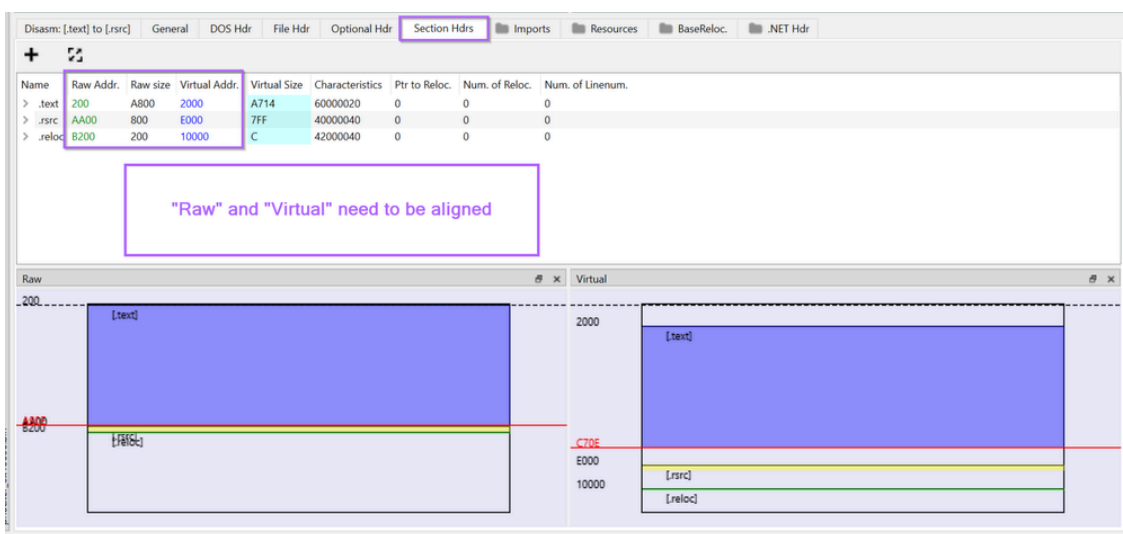 Disasm: [.text] to [.rsrc] General DOS Hdr File Hdr Optional Hdr Section Hdrs Imports Resources BaseReloc. .NET Hdr
Name Raw Addr. Raw size Virtual Addr. Virtual Size Characteristics Ptr to Reloc. Num. of Reloc. Num. of Linenum.
> .text 200 A800 2000 A714 60000020 0 0 0
> .rsrc AA00 800 E000 7FF 40000040 0 0 0
> .reloc B200 200 10000 C 42000040 0 0 0
"Raw" and "Virtual" need to be aligned
Raw
200
[.text]
B200
[.rsrc]
[.reloc]
Virtual
2000
[.text]
C70E
E000
[.rsrc]
10000
[.reloc]